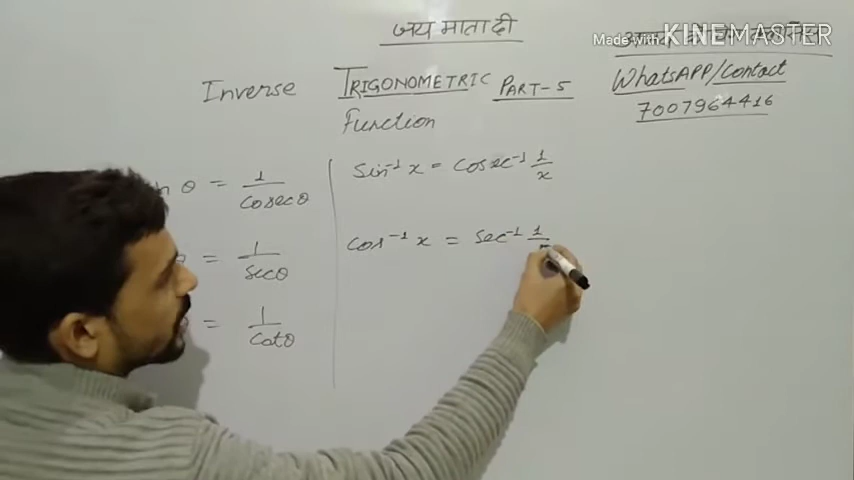 जय माता दी
Made with KINEMASTER
Inverse TRIGONOMETRIC PART-5
Function
WhatsAPP/Contact
7007964416
θ = 1/cosecθ
= 1/secθ
= 1/cotθ
sin⁻¹ x = cosec⁻¹ 1/x
cos⁻¹ x = sec⁻¹ 1/